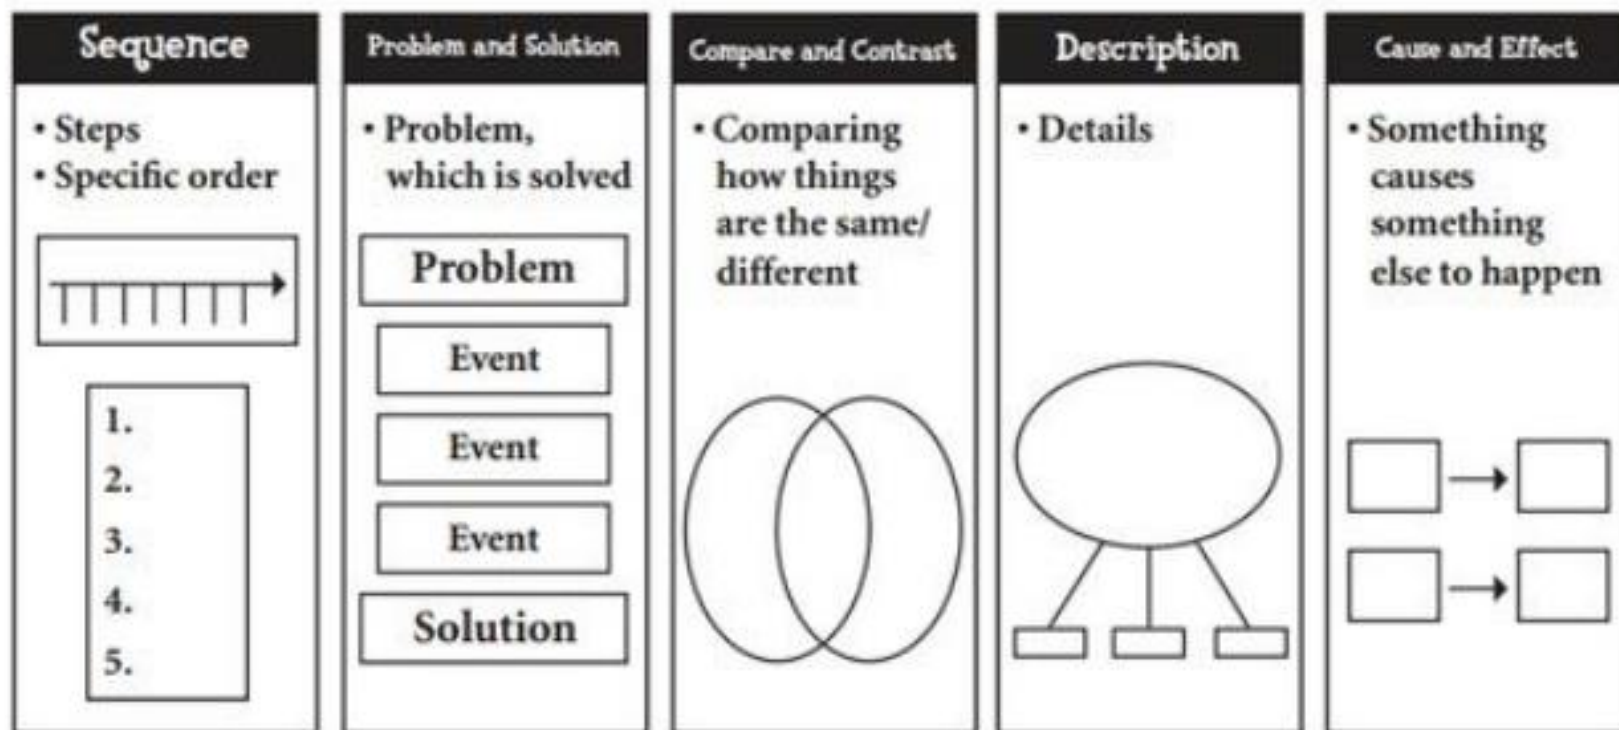 Sequence
• Steps
• Specific order
1.
2.
3.
4.
5.
Problem and Solution
• Problem,
which is solved
Problem
Event
Event
Event
Solution
Compare and Contrast
• Comparing
how things
are the same/
different
Description
• Details
Cause and Effect
• Something
causes
something
else to happen